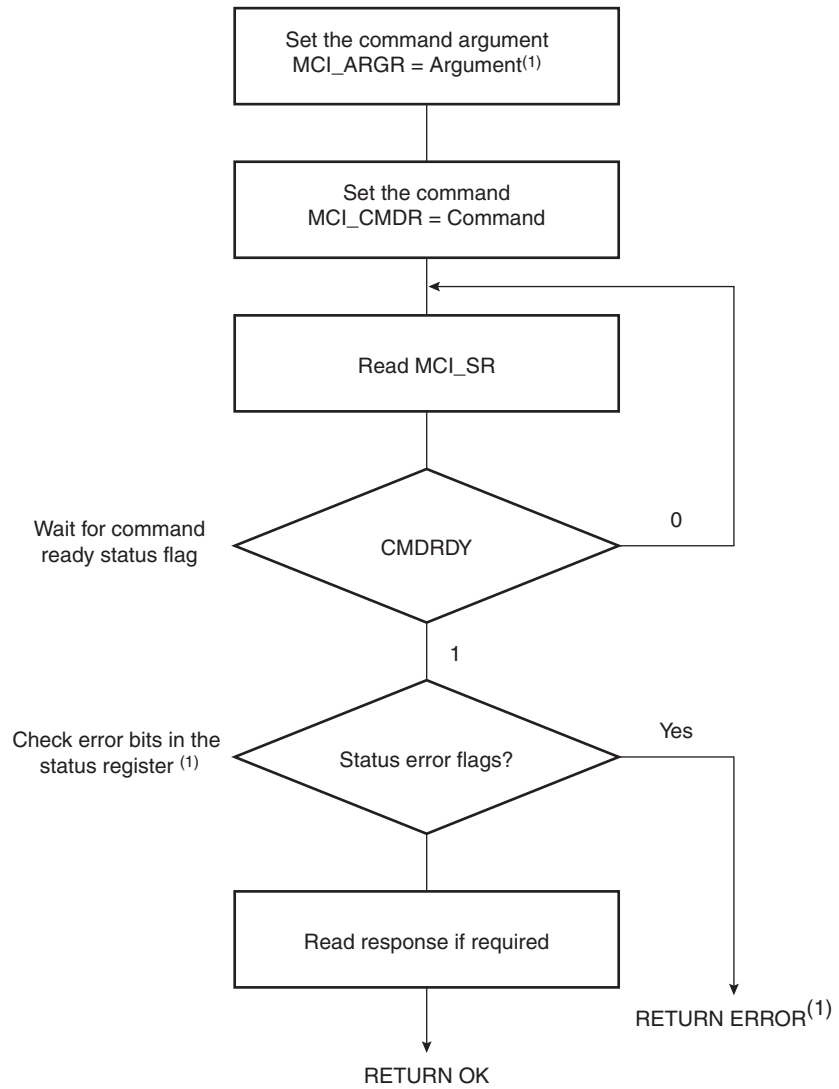 Set the command argument
MCI_ARGR = Argument(1)
Set the command
MCI_CMDR = Command
Read MCI_SR
Wait for command
ready status flag
CMDRDY
0
1
Check error bits in the
status register (1)
Status error flags?
Yes
Read response if required
RETURN ERROR(1)
RETURN OK